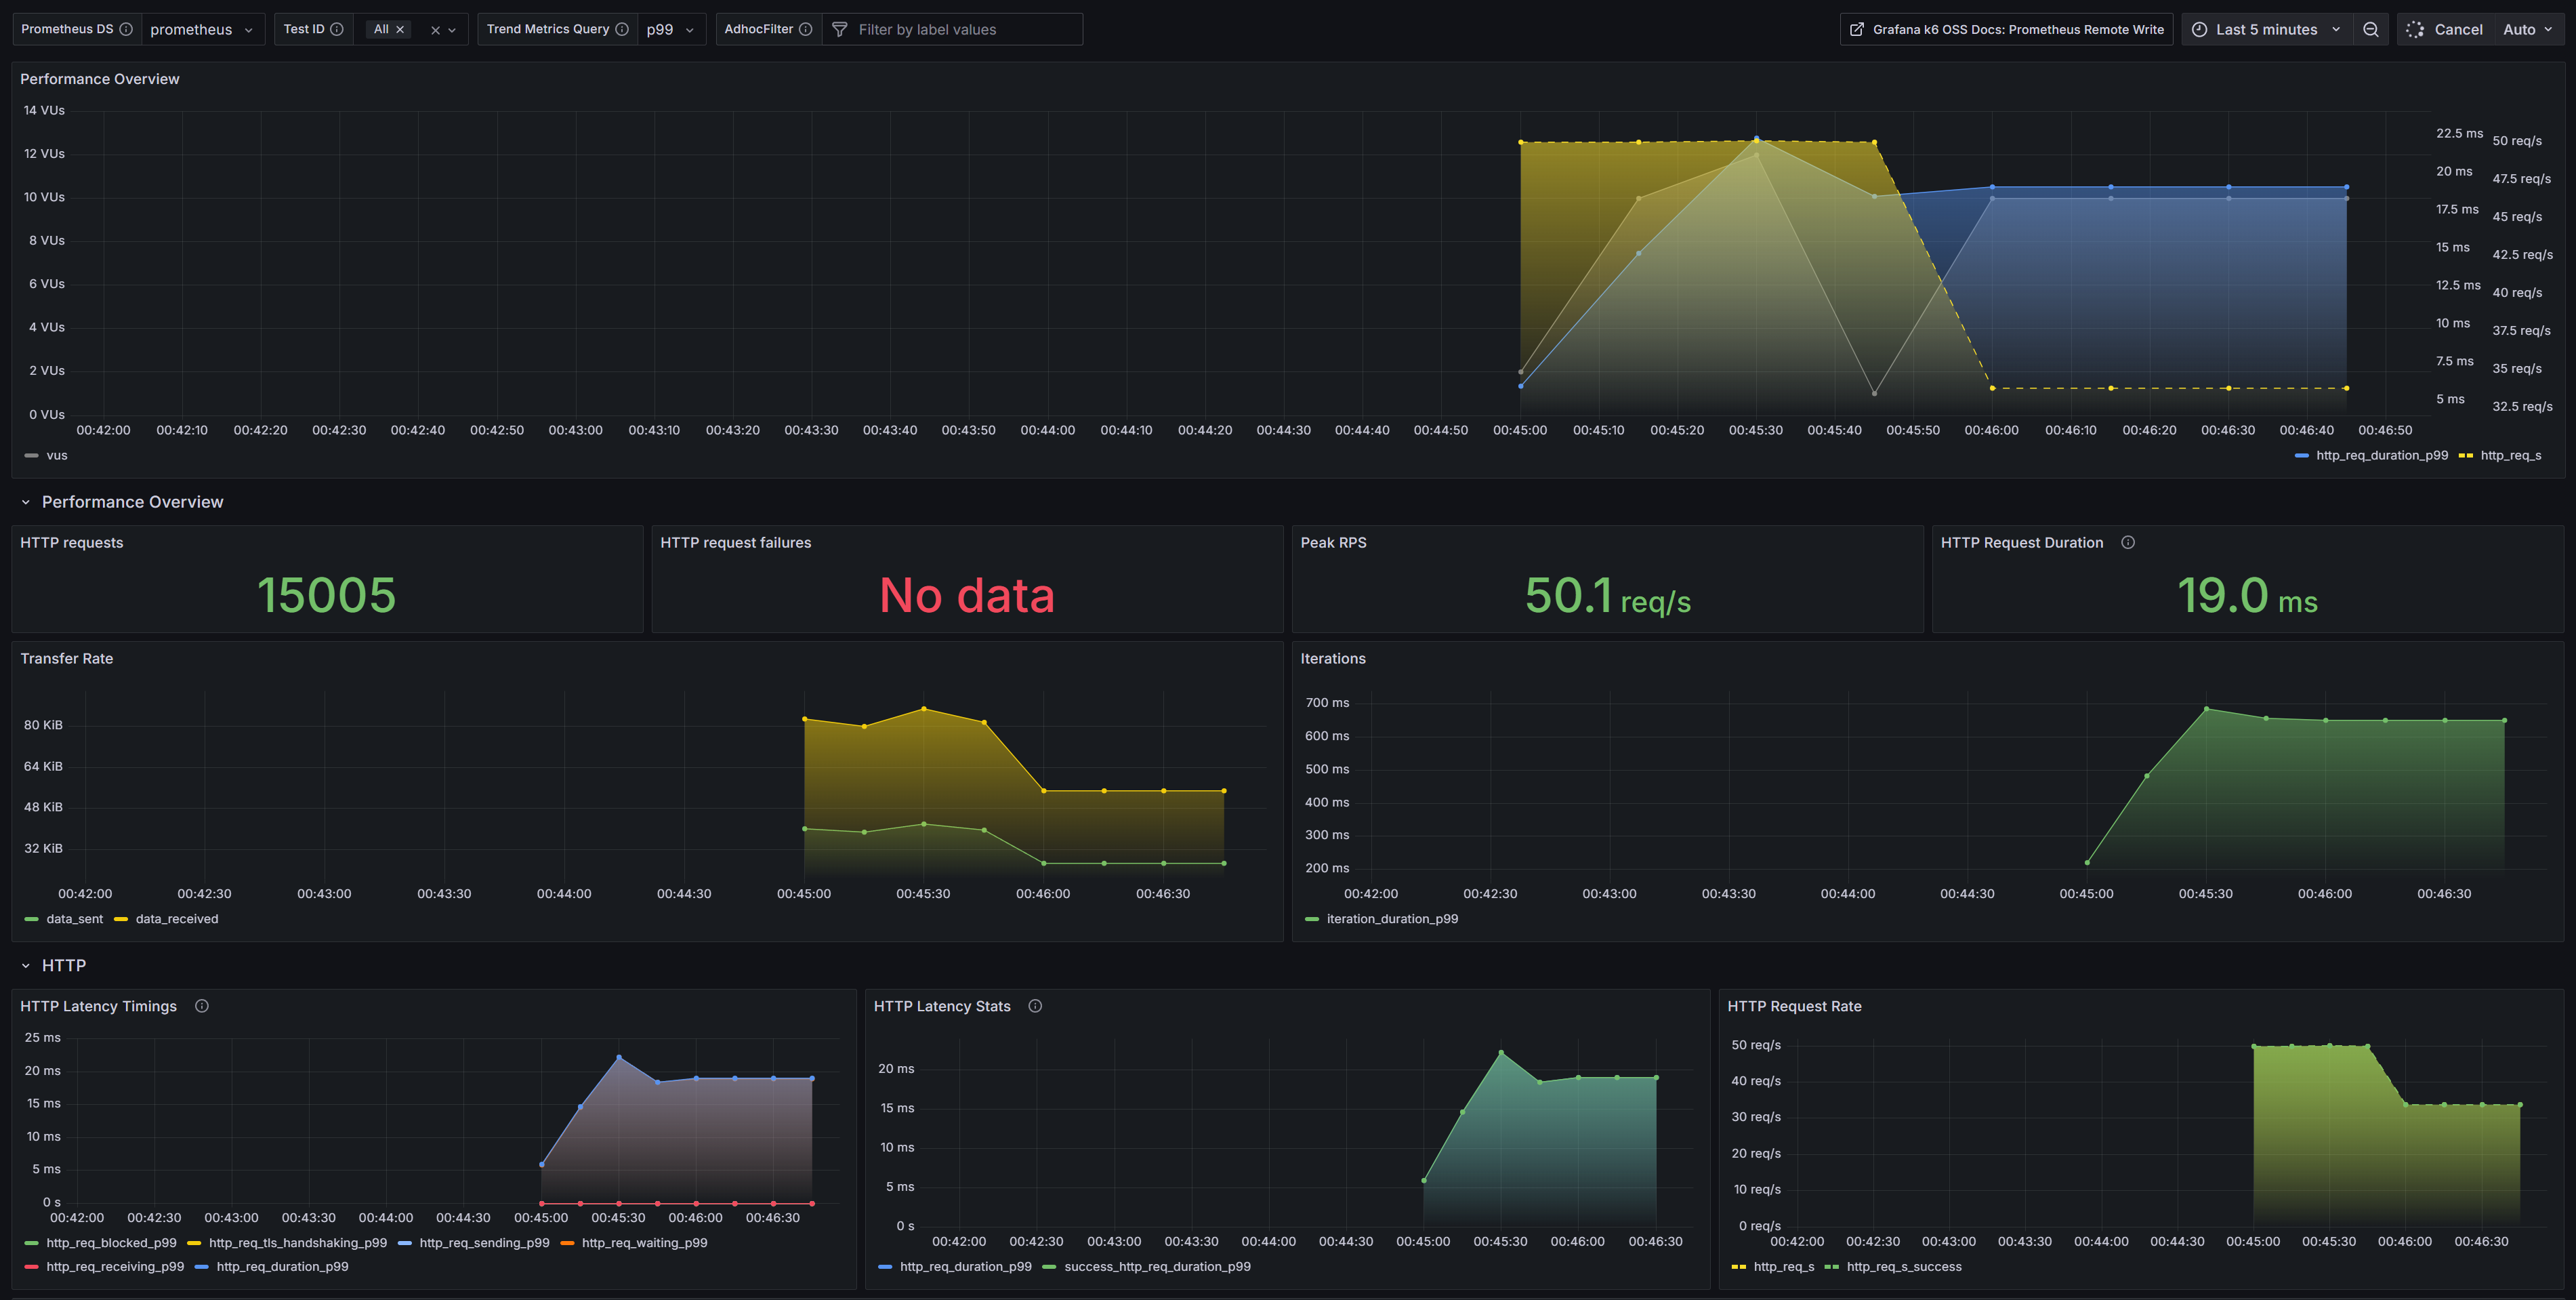 Prometheus DS prometheus Test ID All Trend Metrics Query p99 AdhocFilter Filter by label values Grafana k6 OSS Docs: Prometheus Remote Write Last 5 minutes Cancel Auto
Performance Overview
14 VUs
12 VUs
10 VUs
8 VUs
6 VUs
4 VUs
2 VUs
0 VUs
22.5 ms
20 ms
17.5 ms
15 ms
12.5 ms
10 ms
7.5 ms
5 ms
50 req/s
47.5 req/s
45 req/s
42.5 req/s
40 req/s
37.5 req/s
35 req/s
32.5 req/s
00:42:00 00:42:10 00:42:20 00:42:30 00:42:40 00:42:50 00:43:00 00:43:10 00:43:20 00:43:30 00:43:40 00:43:50 00:44:00 00:44:10 00:44:20 00:44:30 00:44:40 00:44:50 00:45:00 00:45:10 00:45:20 00:45:30 00:45:40 00:45:50 00:46:00 00:46:10 00:46:20 00:46:30 00:46:40 00:46:50
vus http_req_duration_p99 http_req_s
Performance Overview
HTTP requests
15005
HTTP request failures
No data
Peak RPS
50.1 req/s
HTTP Request Duration
19.0 ms
Transfer Rate
80 KiB
64 KiB
48 KiB
32 KiB
00:42:00 00:42:30 00:43:00 00:43:30 00:44:00 00:44:30 00:45:00 00:45:30 00:46:00 00:46:30
data_sent data_received
Iterations
700 ms
600 ms
500 ms
400 ms
300 ms
200 ms
00:42:00 00:42:30 00:43:00 00:43:30 00:44:00 00:44:30 00:45:00 00:45:30 00:46:00 00:46:30
iteration_duration_p99
HTTP
HTTP Latency Timings
25 ms
20 ms
15 ms
10 ms
5 ms
0 s
00:42:00 00:42:30 00:43:00 00:43:30 00:44:00 00:44:30 00:45:00 00:45:30 00:46:00 00:46:30
http_req_blocked_p99 http_req_tls_handshaking_p99 http_req_sending_p99 http_req_waiting_p99
http_req_receiving_p99 http_req_duration_p99
HTTP Latency Stats
20 ms
15 ms
10 ms
5 ms
0 s
00:42:00 00:42:30 00:43:00 00:43:30 00:44:00 00:44:30 00:45:00 00:45:30 00:46:00 00:46:30
http_req_duration_p99 success_http_req_duration_p99
HTTP Request Rate
50 req/s
40 req/s
30 req/s
20 req/s
10 req/s
0 req/s
00:42:00 00:42:30 00:43:00 00:43:30 00:44:00 00:44:30 00:45:00 00:45:30 00:46:00 00:46:30
http_req_s http_req_s_success